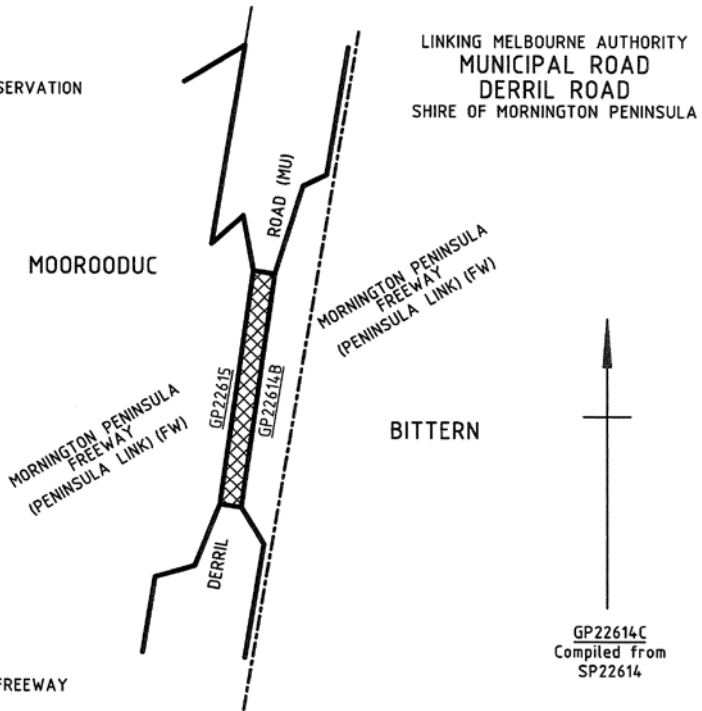 LINKING MELBOURNE AUTHORITY
MUNICIPAL ROAD
DERRIL ROAD
SHIRE OF MORNINGTON PENINSULA
SERVATION
ROAD (MU)
MOOROODUC
MORNINGTON PENINSULA
FREEWAY
(PENINSULA LINK) (FW)
GP22615
GP22614B
MORNINGTON PENINSULA
FREEWAY
(PENINSULA LINK) (FW)
BITTERN
DERRIL
GP22614C
Compiled from
SP22614
FREEWAY